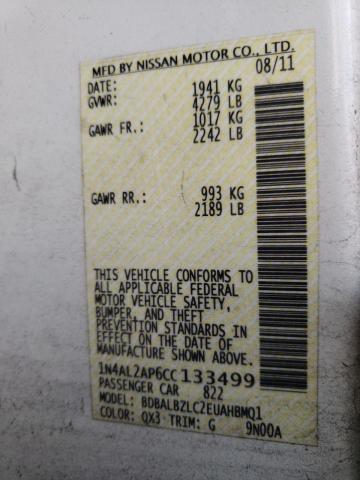 MFD BY NISSAN MOTOR CO., LTD.
DATE: 08/11
GVWR: 1941 KG
4279 LB
GAWR FR.: 1017 KG
2242 LB
GAWR RR.: 993 KG
2189 LB
THIS VEHICLE CONFORMS TO
ALL APPLICABLE FEDERAL
MOTOR VEHICLE SAFETY,
BUMPER, AND THEFT
PREVENTION STANDARDS IN
EFFECT ON THE DATE OF
MANUFACTURE SHOWN ABOVE.
1N4AL2AP6CC133499
PASSENGER CAR 822
MODEL: BDBALBZLC2EUAHBMQ1
COLOR: QX3 TRIM: G 9N00A